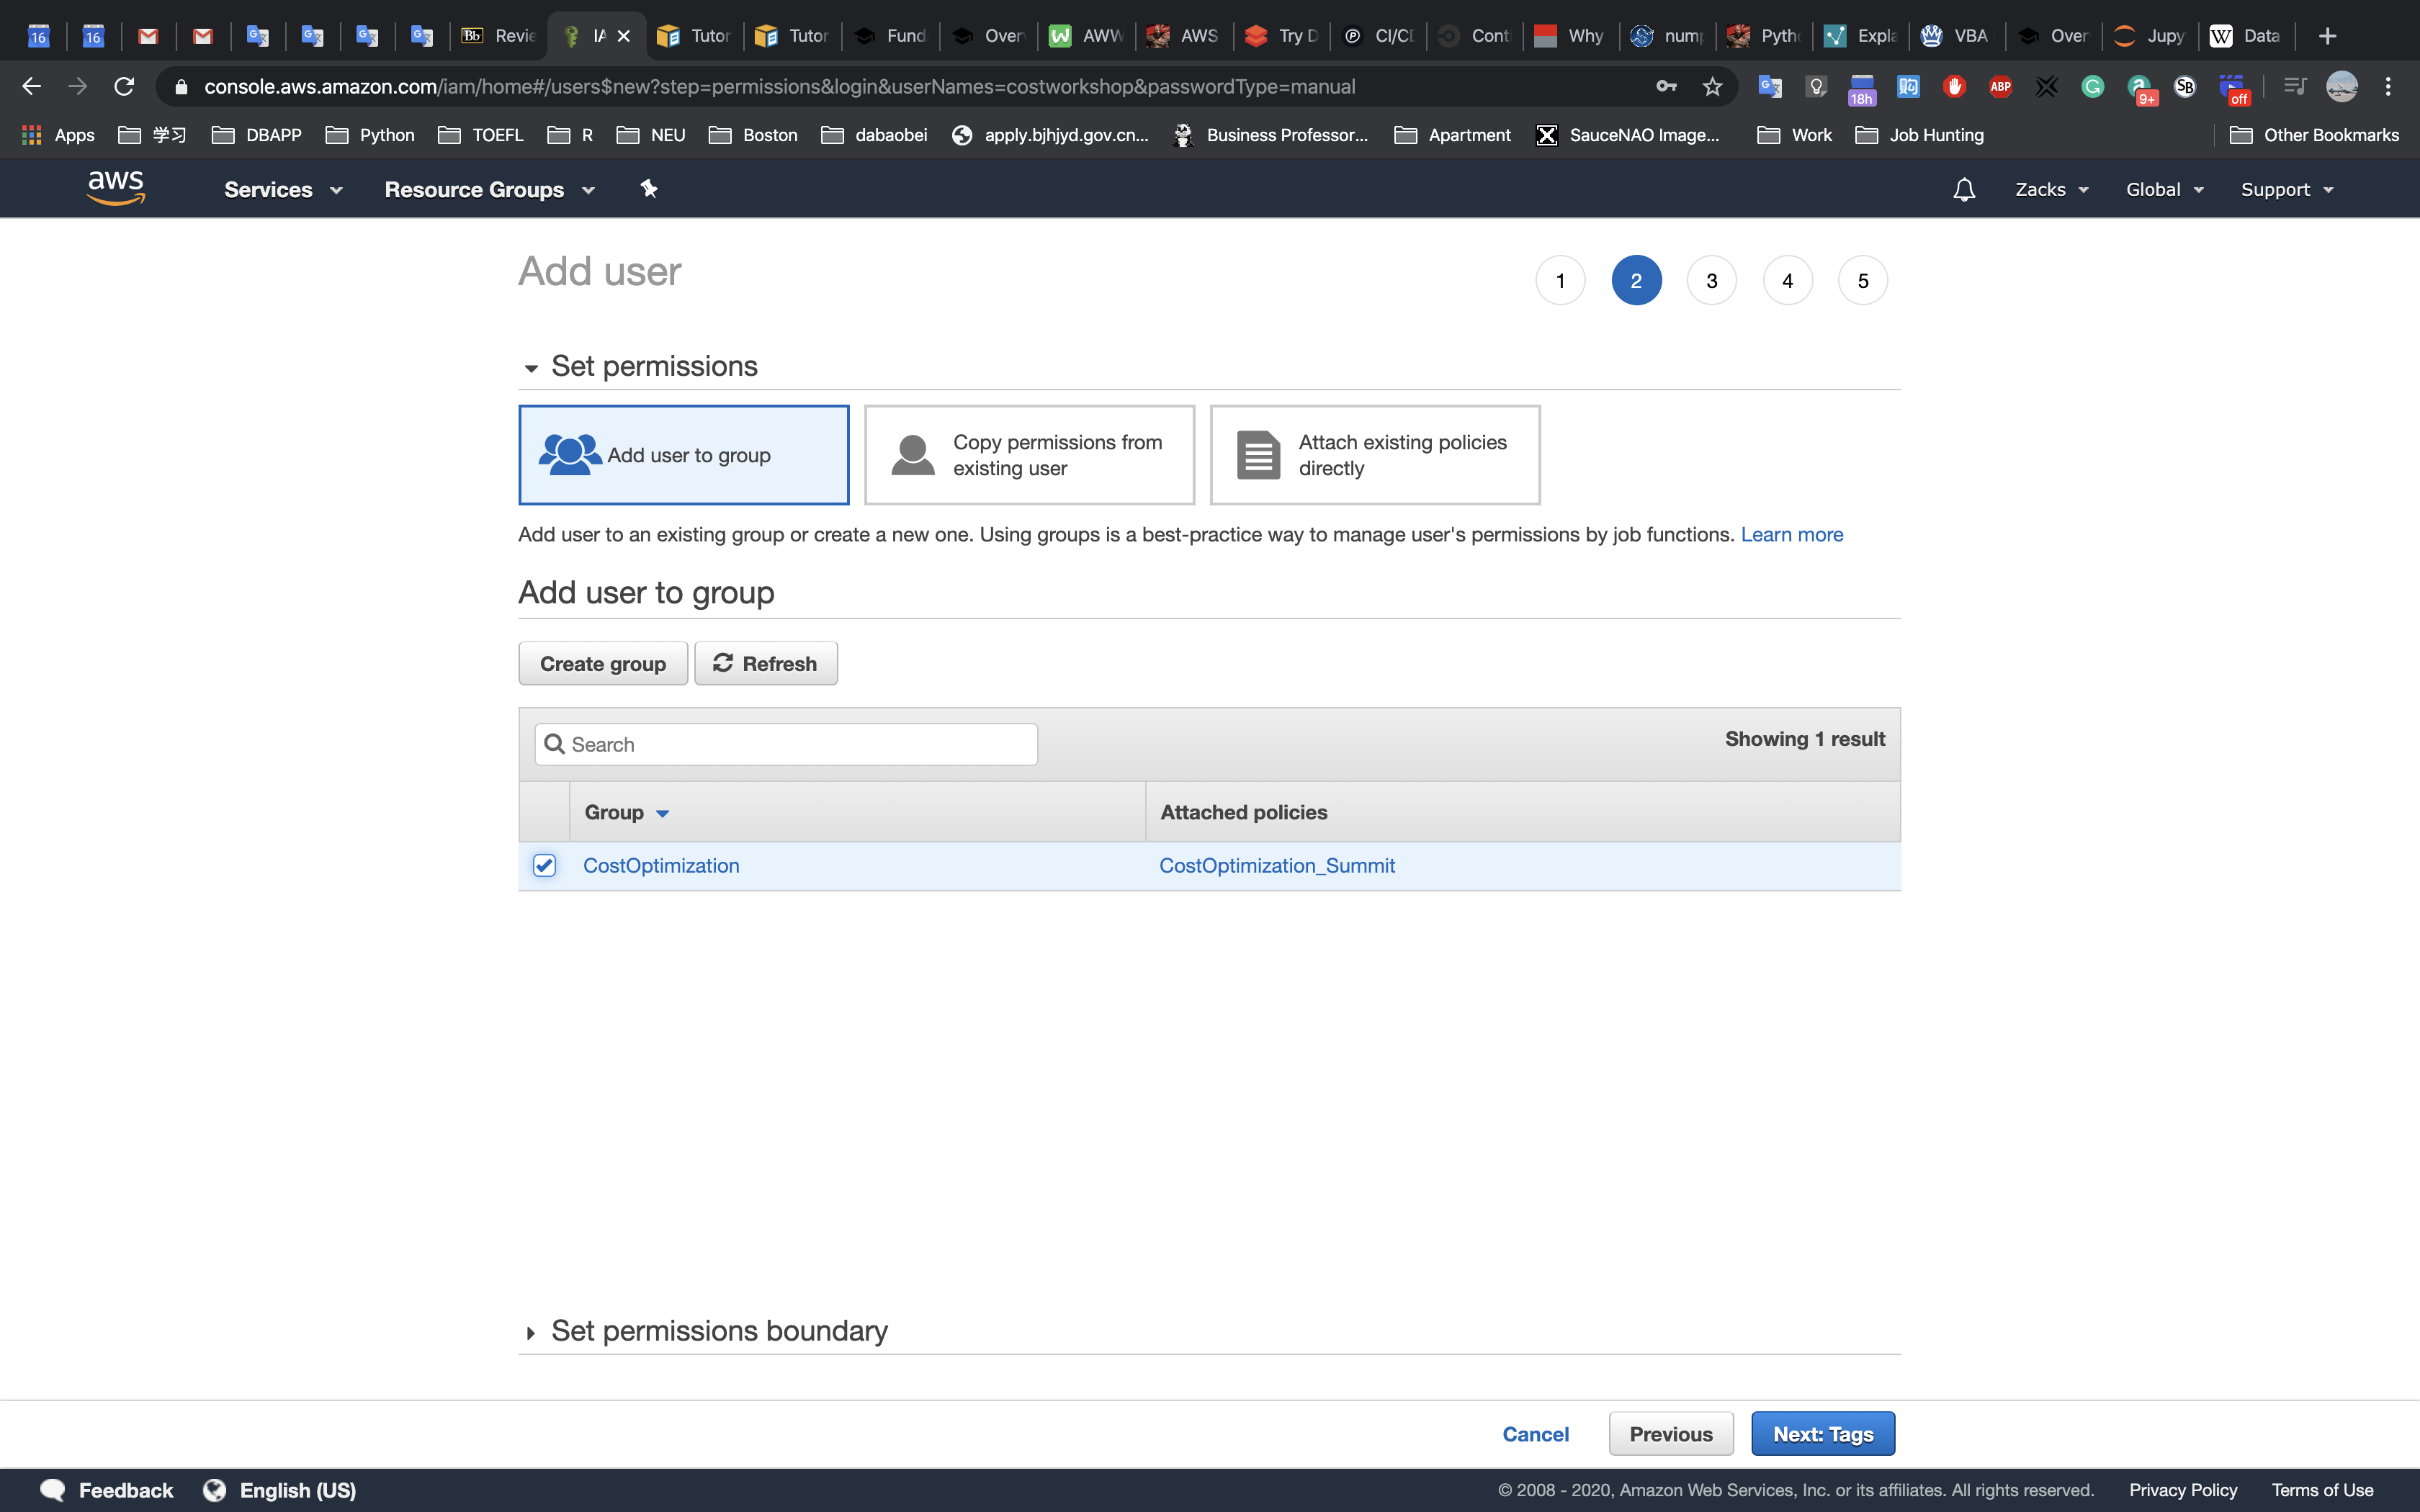 16 16 Bb Revie IA Tutor Tutor Fund Over AWW AWS Try D CI/CD Cont Why num Pyth Expla VBA Over Jupy W Data
console.aws.amazon.com/iam/home#/users$new?step=permissions&login&userNames=costworkshop&passwordType=manual 18h ABP 9+ SB off
Apps 学习 DBAPP Python TOEFL R NEU Boston dabaobei apply.bjhjyd.gov.cn... Business Professor... Apartment SauceNAO Image... Work Job Hunting Other Bookmarks
aws Services Resource Groups Zacks Global Support
Add user 1 2 3 4 5
Set permissions
Add user to group
Copy permissions from
existing user
Attach existing policies
directly
Add user to an existing group or create a new one. Using groups is a best-practice way to manage user's permissions by job functions. Learn more
Add user to group
Create group Refresh
Search Showing 1 result
Group Attached policies
CostOptimization CostOptimization_Summit
Set permissions boundary
Cancel Previous Next: Tags
Feedback English (US) © 2008 - 2020, Amazon Web Services, Inc. or its affiliates. All rights reserved. Privacy Policy Terms of Use